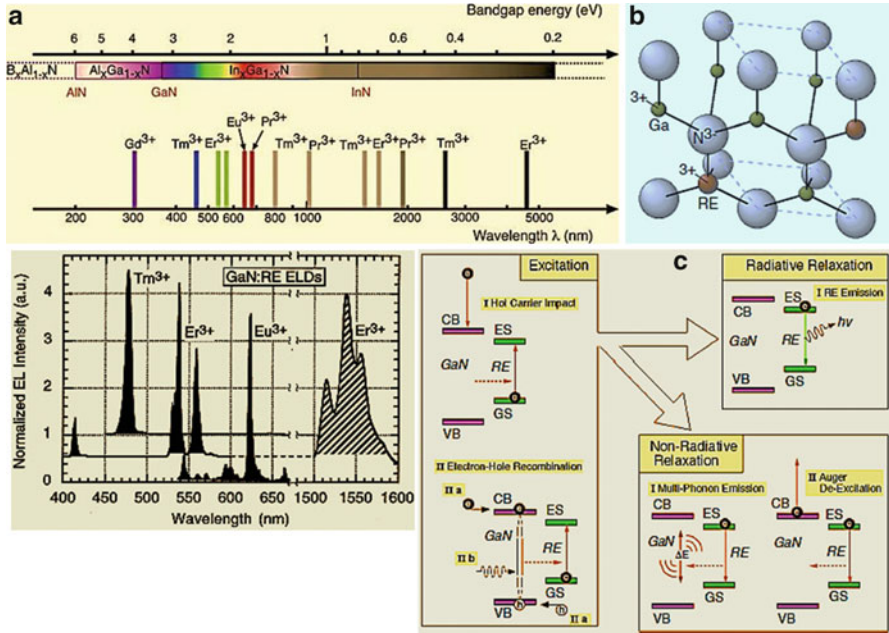 a
Bandgap energy (eV)
6 5 4 3 2 1 0.6 0.4 0.2
BxAl1-xN AlxGa1-xN InxGa1-xN
AlN GaN InN
Eu3+ Pr3+
Gd3+ Tm3+ Er3+ Tm3+ Pr3+ Tm3+ Er3+ Pr3+ Tm3+ Er3+
200 300 400 500 600 800 1000 2000 3000 5000
Wavelength λ (nm)
b
3+
Ga
N3-
3+
RE
Normalized EL Intensity (a.u.)
GaN:RE ELDs
Tm3+
Er3+
Eu3+
Er3+
4
3
2
1
0
400 450 500 550 600 650 1500 1550 1600
Wavelength (nm)
c
Excitation
I Hot Carrier Impact
CB
ES
GaN
RE
GS
VB
II Electron-Hole Recombination
II a
CB
ES
GaN
RE
II b
GS
VB
h
h
II a
Radiative Relaxation
I RE Emission
CB
ES
GaN
RE
hν
VB
GS
Non-Radiative
Relaxation
I Multi-Phonon Emission
II Auger
De-Excitation
CB
ES
GaN
ΔE
RE
VB
GS
CB
ES
GaN
RE
VB
GS